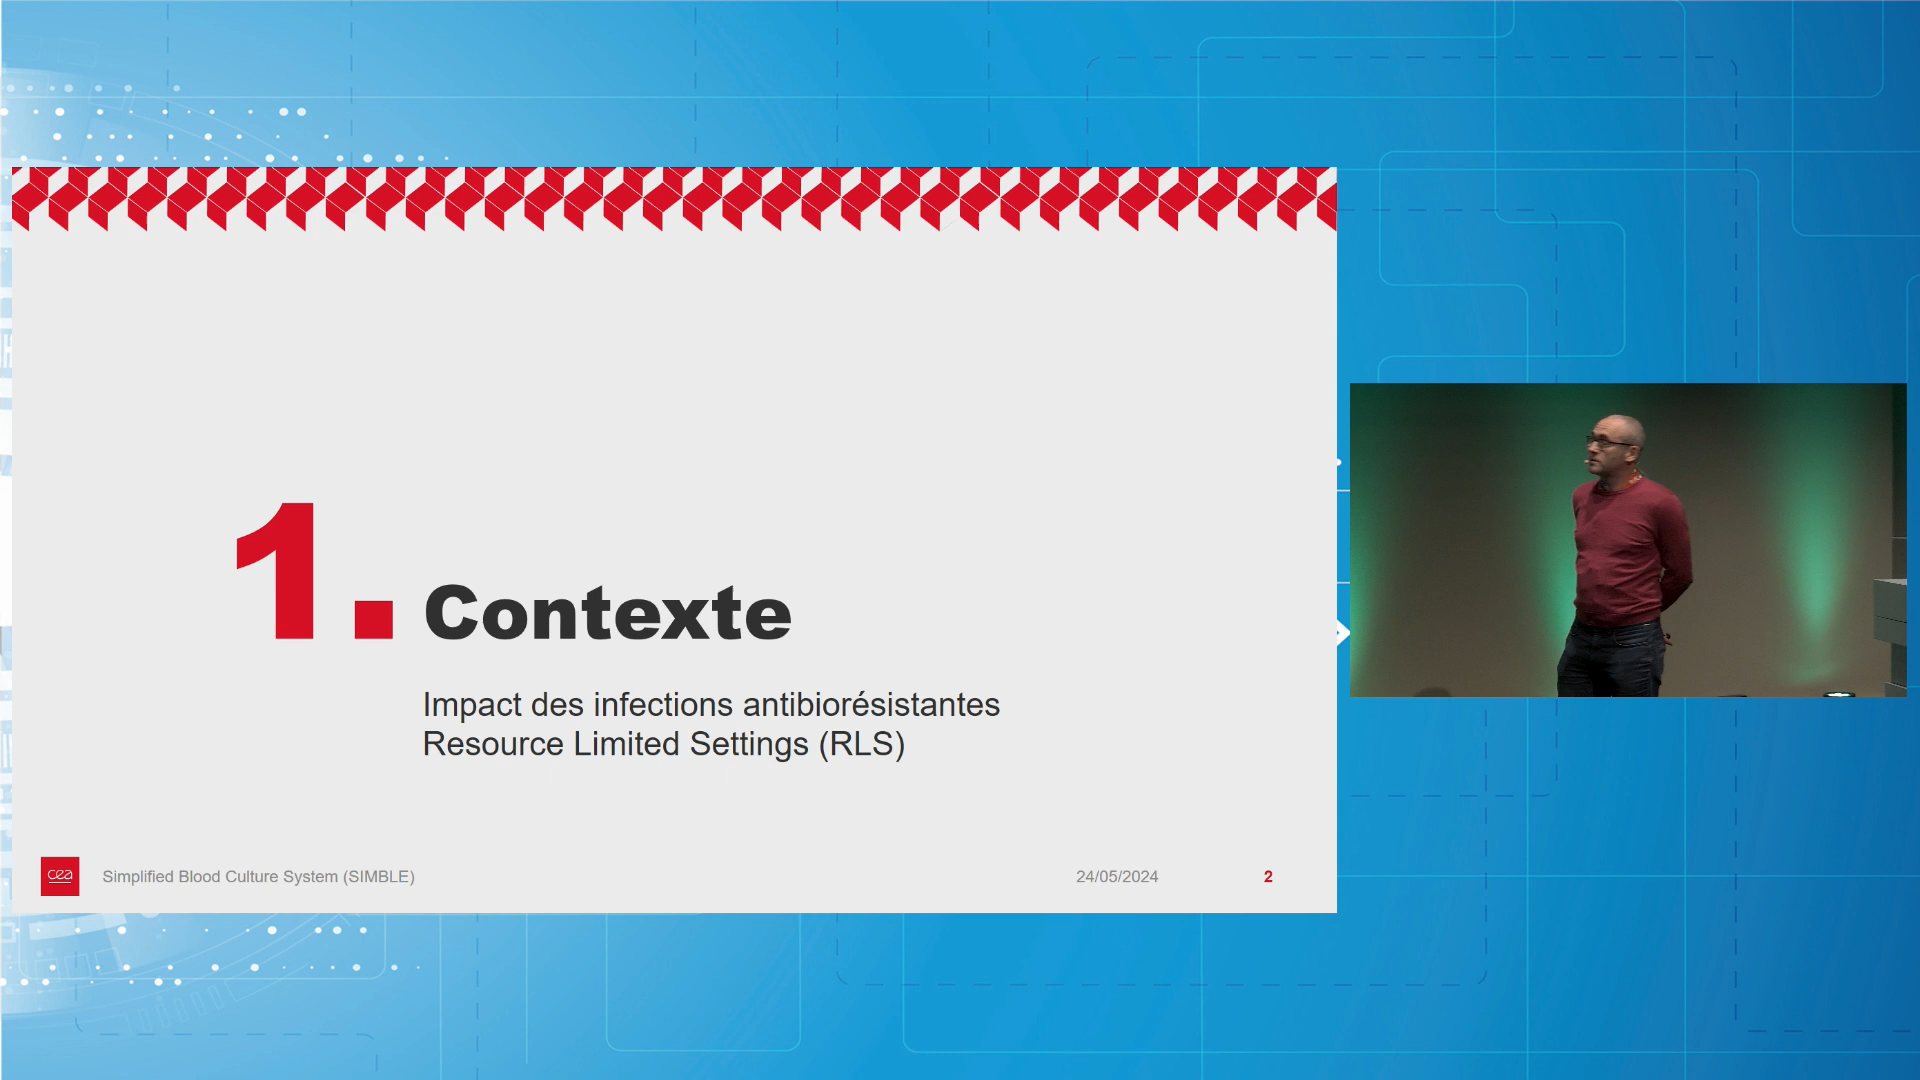 1. Contexte
Impact des infections antibiorésistantes
Resource Limited Settings (RLS)
cea
Simplified Blood Culture System (SIMBLE)
24/05/2024
2